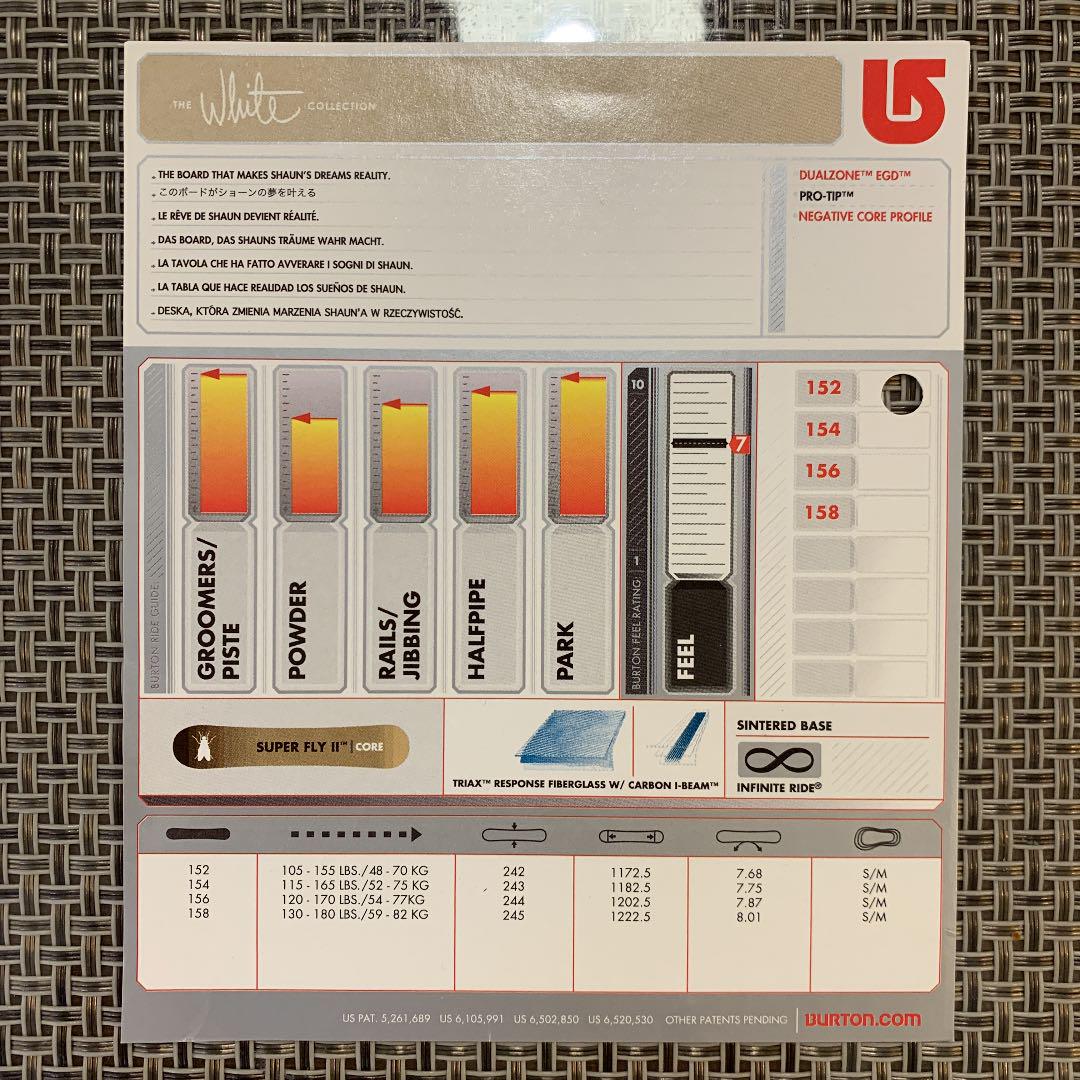 THE White COLLECTION
THE BOARD THAT MAKES SHAUN'S DREAMS REALITY.
このボードがショーンの夢を叶える
LE RÊVE DE SHAUN DEVIENT RÉALITÉ.
DAS BOARD, DAS SHAUNS TRÄUME WAHR MACHT.
LA TAVOLA CHE HA FATTO AVVERARE I SOGNI DI SHAUN.
LA TABLA QUE HACE REALIDAD LOS SUEÑOS DE SHAUN.
DESKA, KTÓRA ZMIENIA MARZENIA SHAUN'A W RZECZYWISTOŚĆ.
DUALZONE™ EGD™
PRO-TIP™
NEGATIVE CORE PROFILE
BURTON RIDE GUIDE:
GROOMERS/
PISTE
POWDER
RAILS/
JIBBING
HALFPIPE
PARK
BURTON FEEL RATING: 1 10
7
FEEL
152
154
156
158
SUPER FLY II™ CORE
TRIAX™ RESPONSE FIBERGLASS W/ CARBON I-BEAM™
SINTERED BASE
INFINITE RIDE®
152 105 - 155 LBS./48 - 70 KG 242 1172.5 7.68 S/M
154 115 - 165 LBS./52 - 75 KG 243 1182.5 7.75 S/M
156 120 - 170 LBS./54 - 77KG 244 1202.5 7.87 S/M
158 130 - 180 LBS./59 - 82 KG 245 1222.5 8.01 S/M
US PAT. 5,261,689 US 6,105,991 US 6,502,850 US 6,520,530 OTHER PATENTS PENDING BURTON.COM